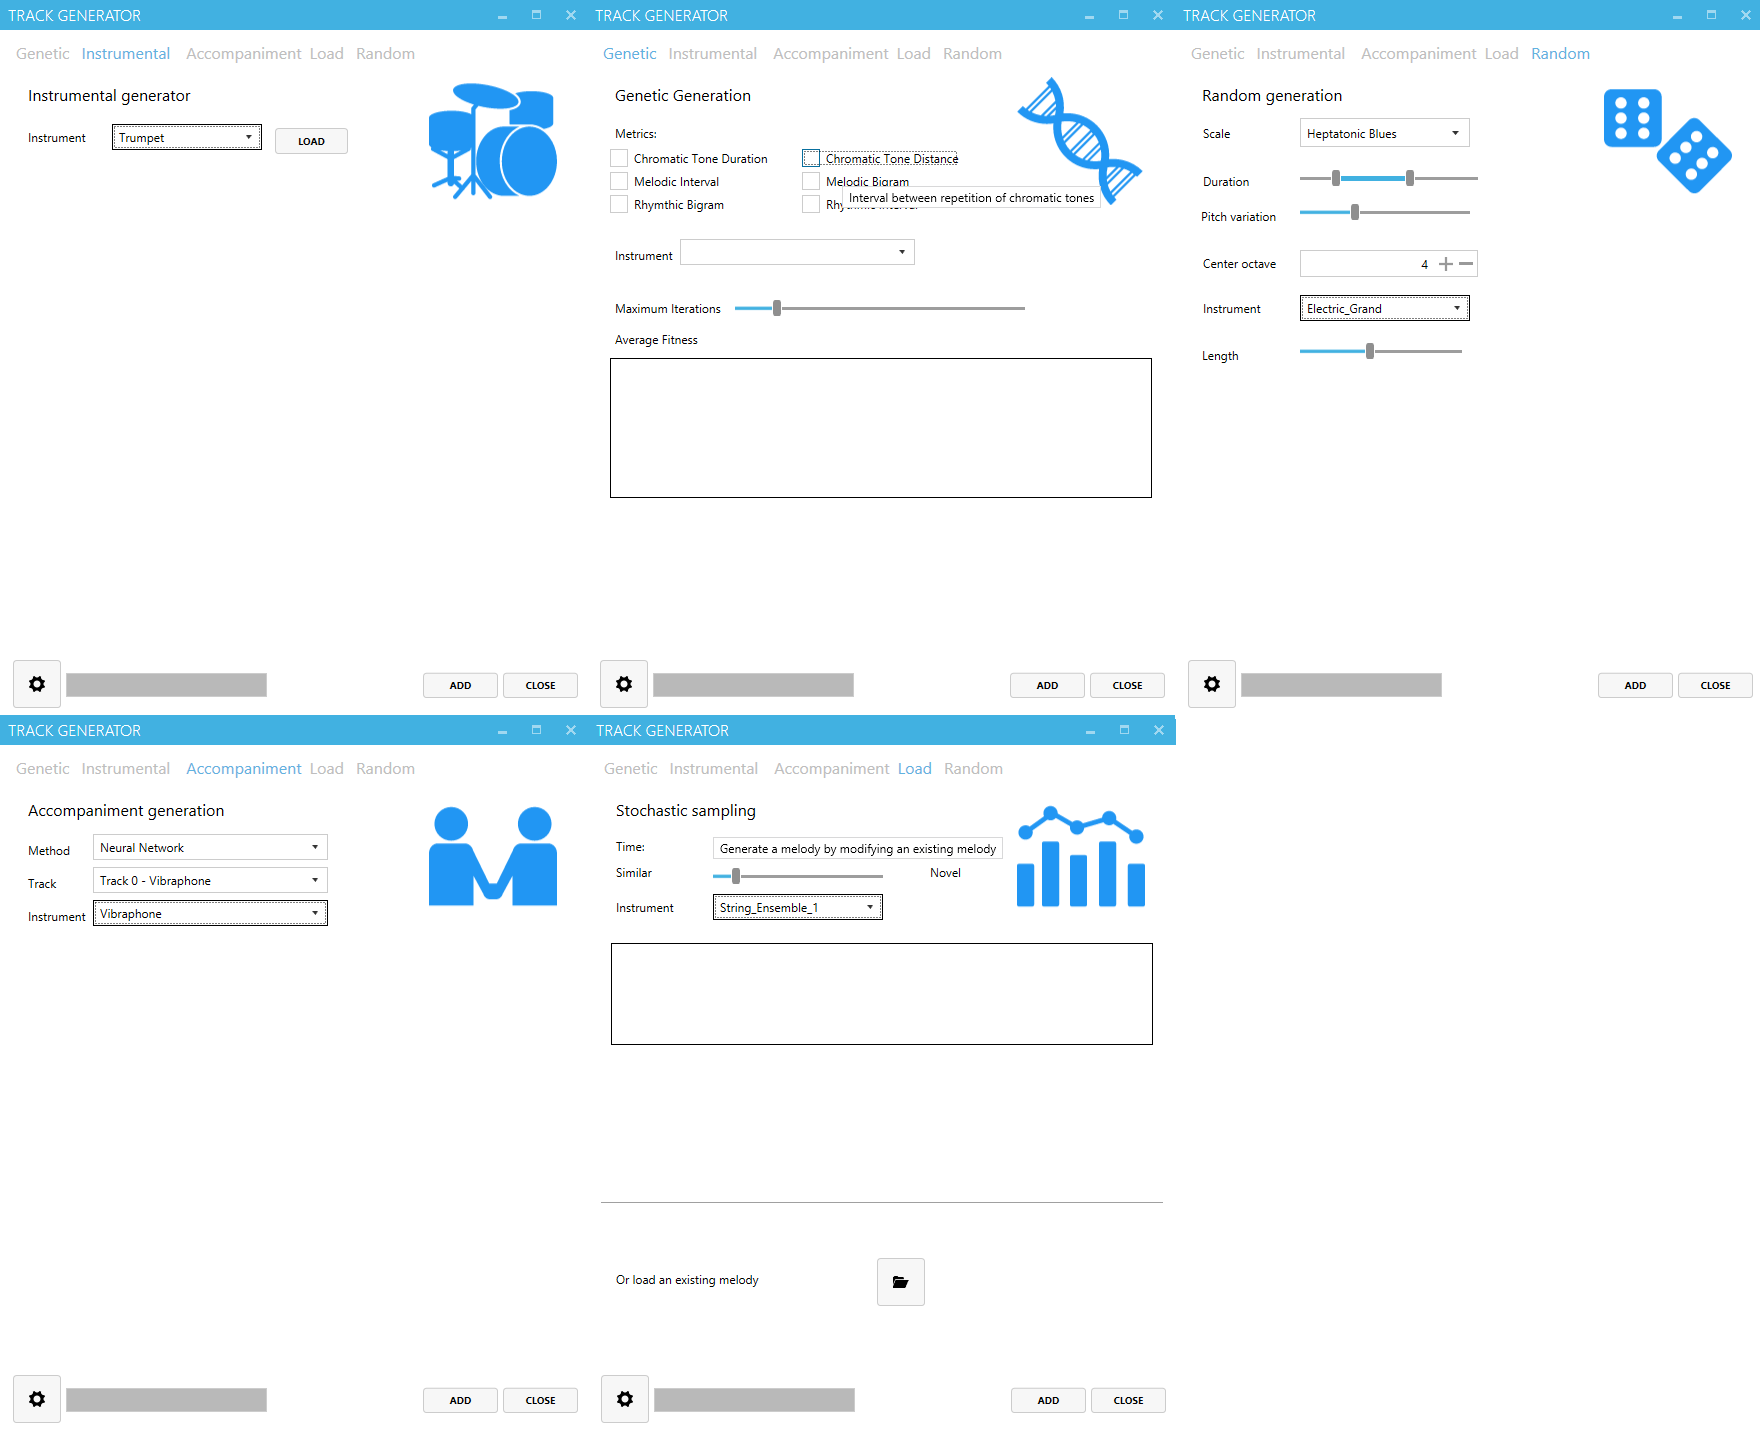 TRACK GENERATOR
Genetic Instrumental Accompaniment Load Random
Instrumental generator
Instrument Trumpet LOAD
ADD CLOSE
TRACK GENERATOR
Genetic Instrumental Accompaniment Load Random
Genetic Generation
Metrics:
Chromatic Tone Duration Chromatic Tone Distance
Melodic Interval Melodic Bigram
Interval between repetition of chromatic tones
Rhymthic Bigram
Instrument
Maximum Iterations
Average Fitness
ADD CLOSE
TRACK GENERATOR
Genetic Instrumental Accompaniment Load Random
Random generation
Scale Heptatonic Blues
Duration
Pitch variation
Center octave 4
Instrument Electric_Grand
Length
ADD CLOSE
TRACK GENERATOR
Genetic Instrumental Accompaniment Load Random
Accompaniment generation
Method Neural Network
Track Track 0 - Vibraphone
Instrument Vibraphone
ADD CLOSE
TRACK GENERATOR
Genetic Instrumental Accompaniment Load Random
Stochastic sampling
Time: Generate a melody by modifying an existing melody
Similar Novel
Instrument String_Ensemble_1
Or load an existing melody
ADD CLOSE